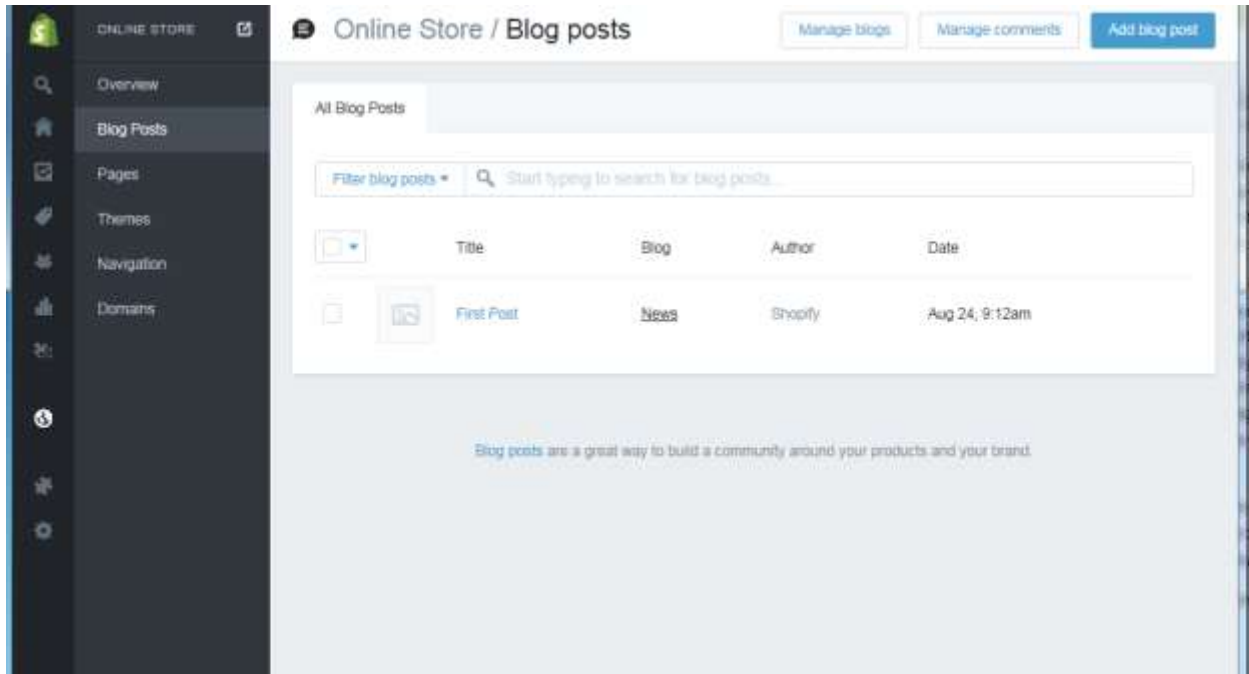 ONLINE STORE
Overview
Blog Posts
Pages
Themes
Navigation
Domains
Online Store / Blog posts
Manage blogs
Manage comments
Add blog post
All Blog Posts
Filter blog posts
Start typing to search for blog posts...
Title Blog Author Date
First Post News Shopify Aug 24, 9:12am
Blog posts are a great way to build a community around your products and your brand.